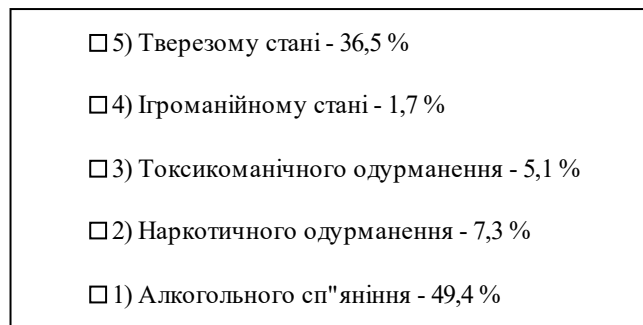 5) Тверезому стані - 36,5 %
4) Ігроманійному стані - 1,7 %
3) Токсикоманічного одурманення - 5,1 %
2) Наркотичного одурманення - 7,3 %
1) Алкогольного сп"яніння - 49,4 %